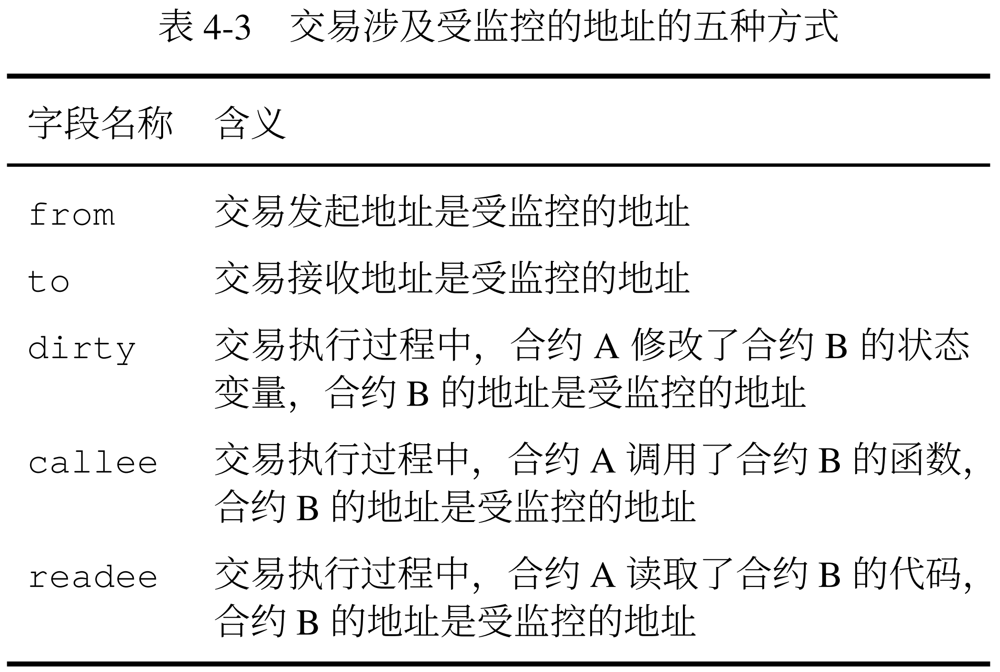 表 4-3 交易涉及受监控的地址的五种方式
字段名称 含义
from 交易发起地址是受监控的地址
to 交易接收地址是受监控的地址
dirty 交易执行过程中，合约 A 修改了合约 B 的状态
变量，合约 B 的地址是受监控的地址
callee 交易执行过程中，合约 A 调用了合约 B 的函数，
合约 B 的地址是受监控的地址
readee 交易执行过程中，合约 A 读取了合约 B 的代码，
合约 B 的地址是受监控的地址